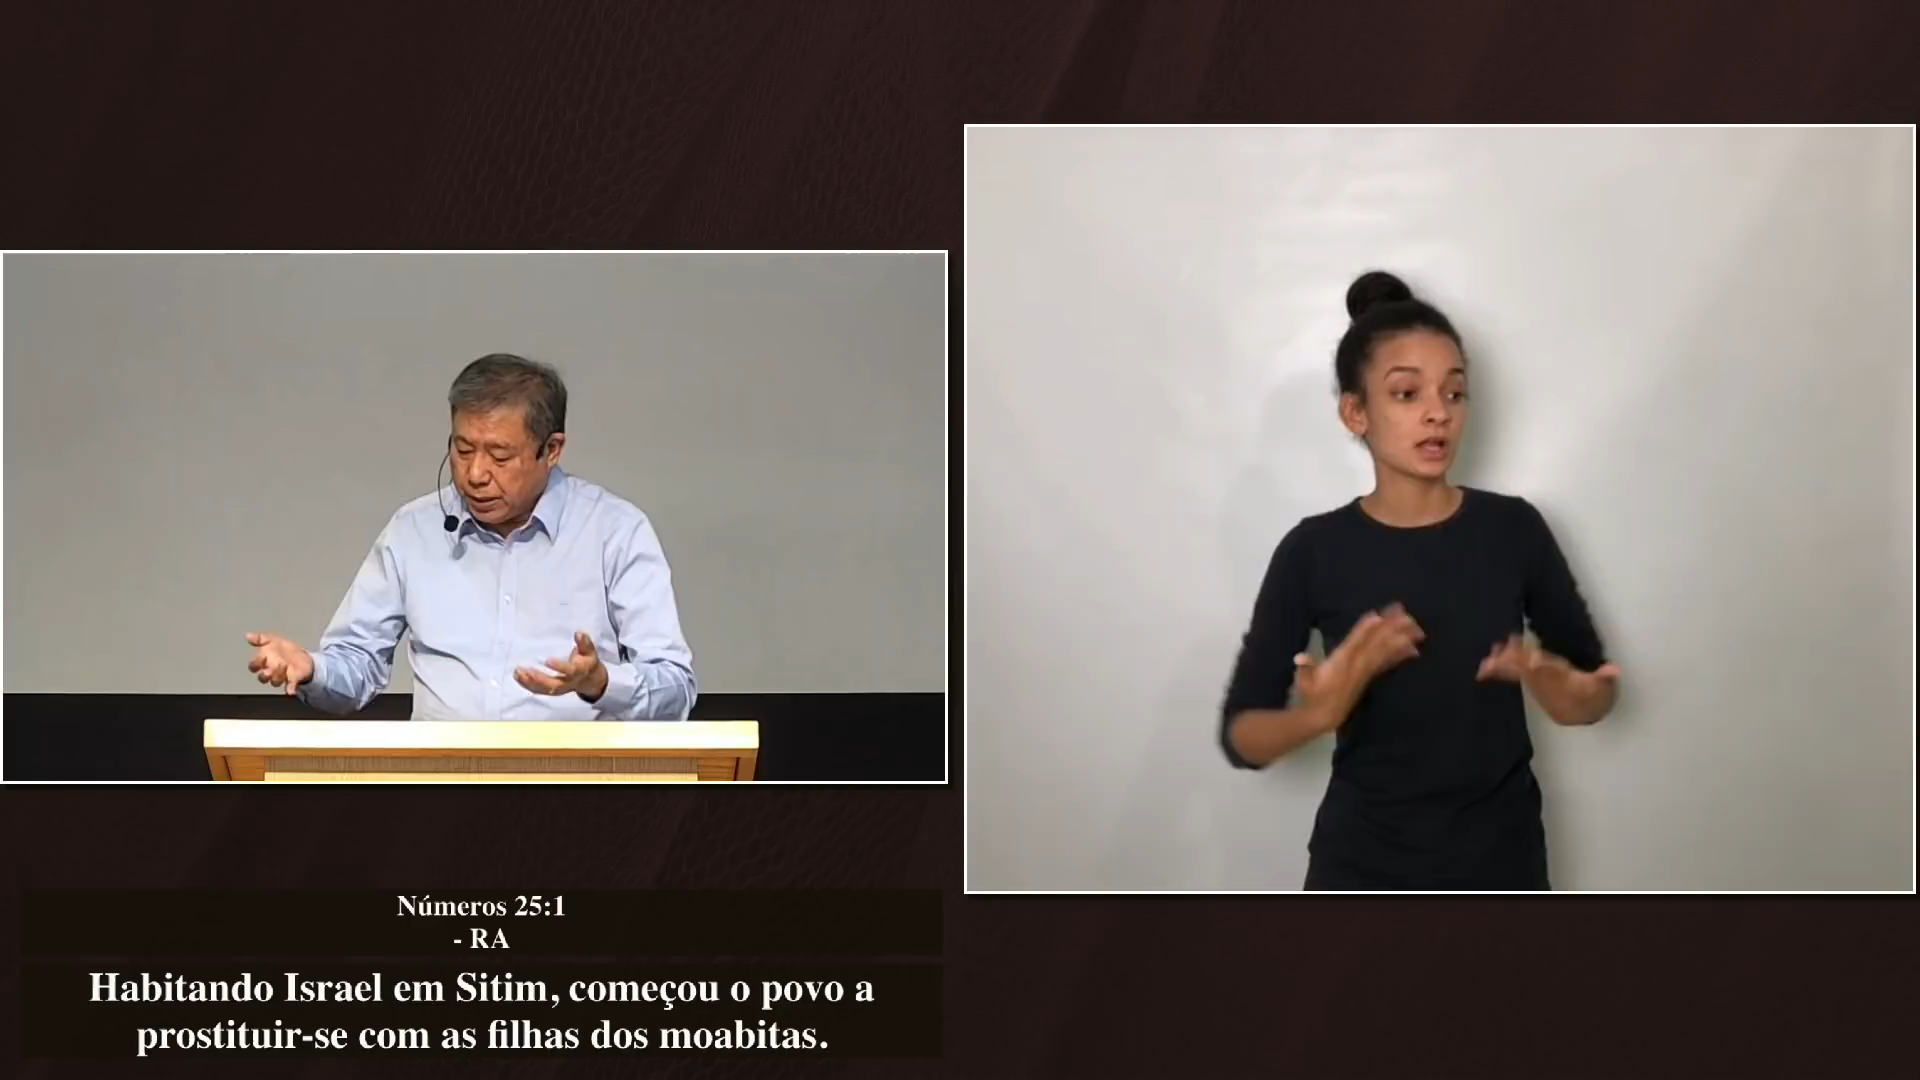 Números 25:1
- RA
Habitando Israel em Sitim, começou o povo a
prostituir-se com as filhas dos moabitas.